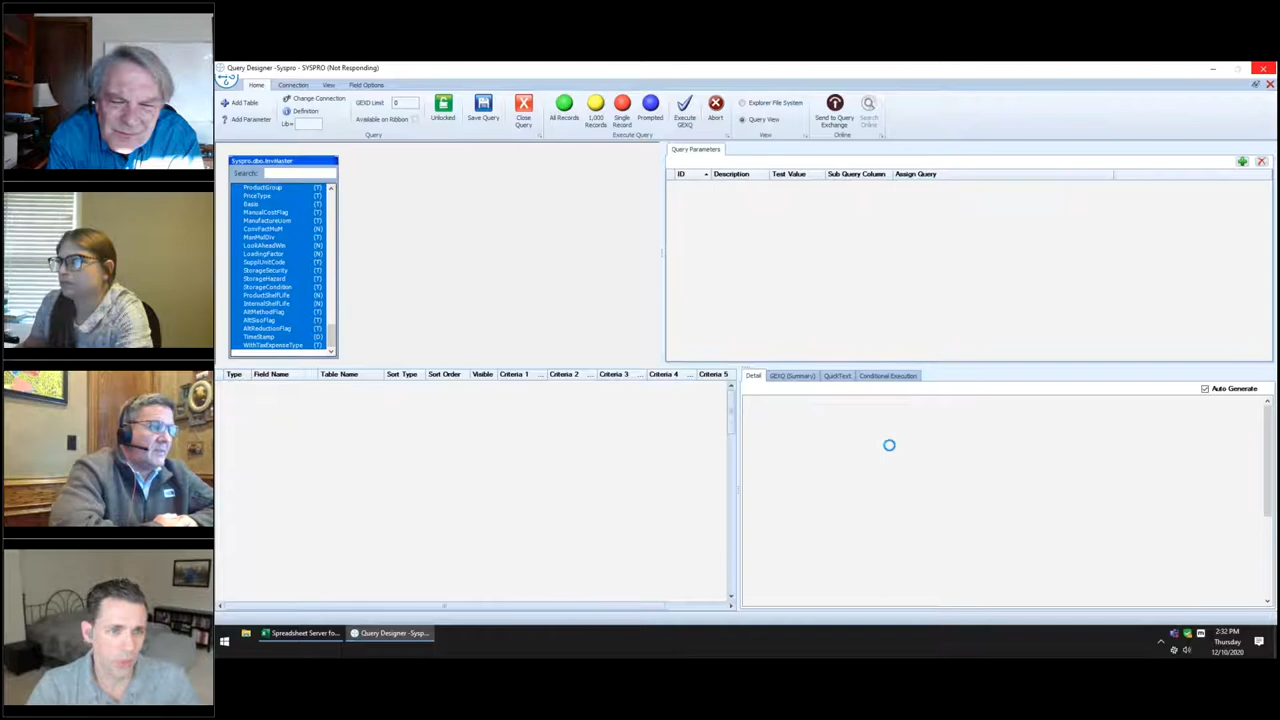 Query Designer -Syspro - SYSPRO (Not Responding)
Home Connection View Field Options
Add Table
Add Parameter
Change Connection
Definition
Lib=
GEXD Limit 0
Available on Ribbon
Query
Unlocked
Save Query
Close Query
All Records
1,000 Records
Single Record
Prompted
Execute GEXQ
Abort
Execute Query
Explorer File System
Query View
View
Send to Query Exchange
Search Online
Online
Syspro.dbo.InvMaster
Search:
ProductGroup (T)
PriceType (T)
Basis (T)
ManualCostFlag (T)
ManufactureUom (T)
ConvFactMuM (N)
ManMulDiv (T)
LookAheadWin (N)
LoadingFactor (N)
SupplUnitCode (T)
StorageSecurity (T)
StorageHazard (T)
StorageCondition (T)
ProductShelfLife (N)
InternalShelfLife (N)
AltMethodFlag (T)
AltSisoFlag (T)
AltReductionFlag (T)
TimeStamp (D)
WithTaxExpenseType (T)
Query Parameters
ID Description Test Value Sub Query Column Assign Query
Type Field Name Table Name Sort Type Sort Order Visible Criteria 1 ... Criteria 2 ... Criteria 3 ... Criteria 4 ... Criteria 5
Detail GEXQ (Summary) QuickText Conditional Execution
Auto Generate
Spreadsheet Server fo...
Query Designer -Sysp...
2:32 PM
Thursday
12/10/2020